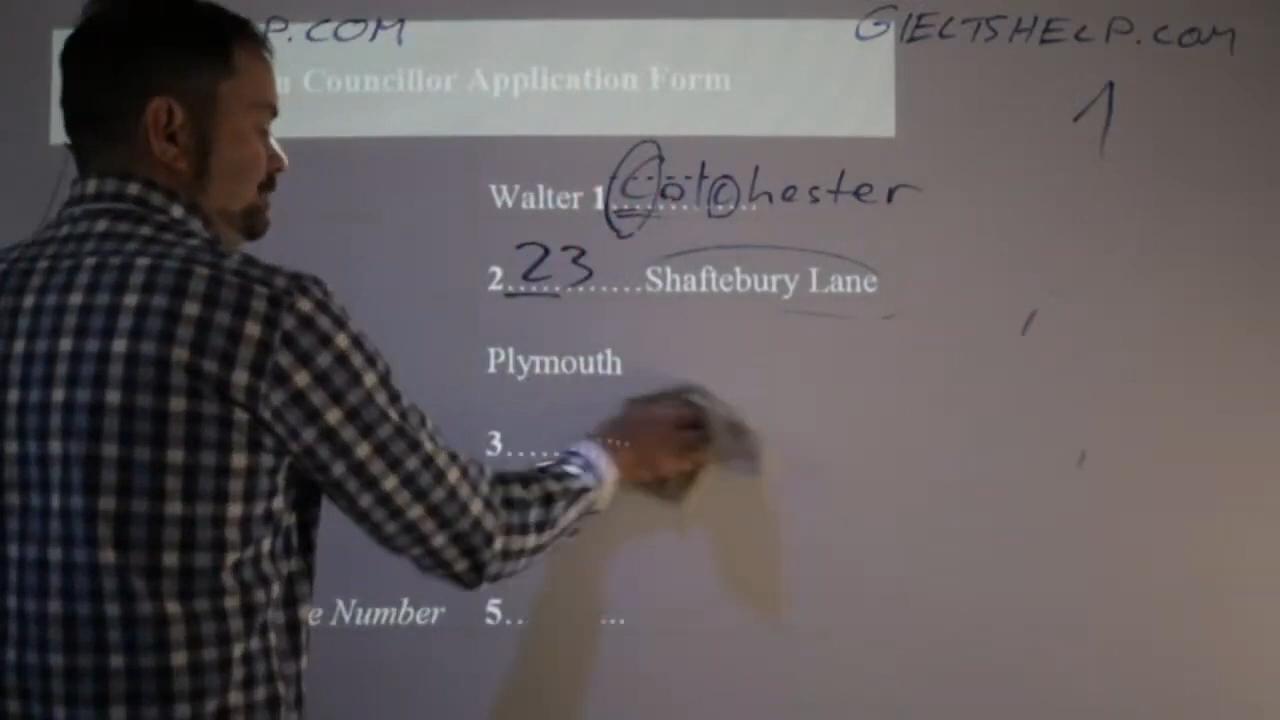 P.COM GIELTSHELP.COM
Councillor Application Form
1
Walter 1 Colchester
2............Shaftebury Lane
23
Plymouth
3......
e Number 5.. ...